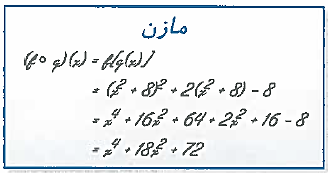 مازن
(f ∘ g)(x) = f[g(x)]
= (x² + 8)² + 2(x² + 8) − 8
= x⁴ + 16x² + 64 + 2x² + 16 − 8
= x⁴ + 18x² + 72